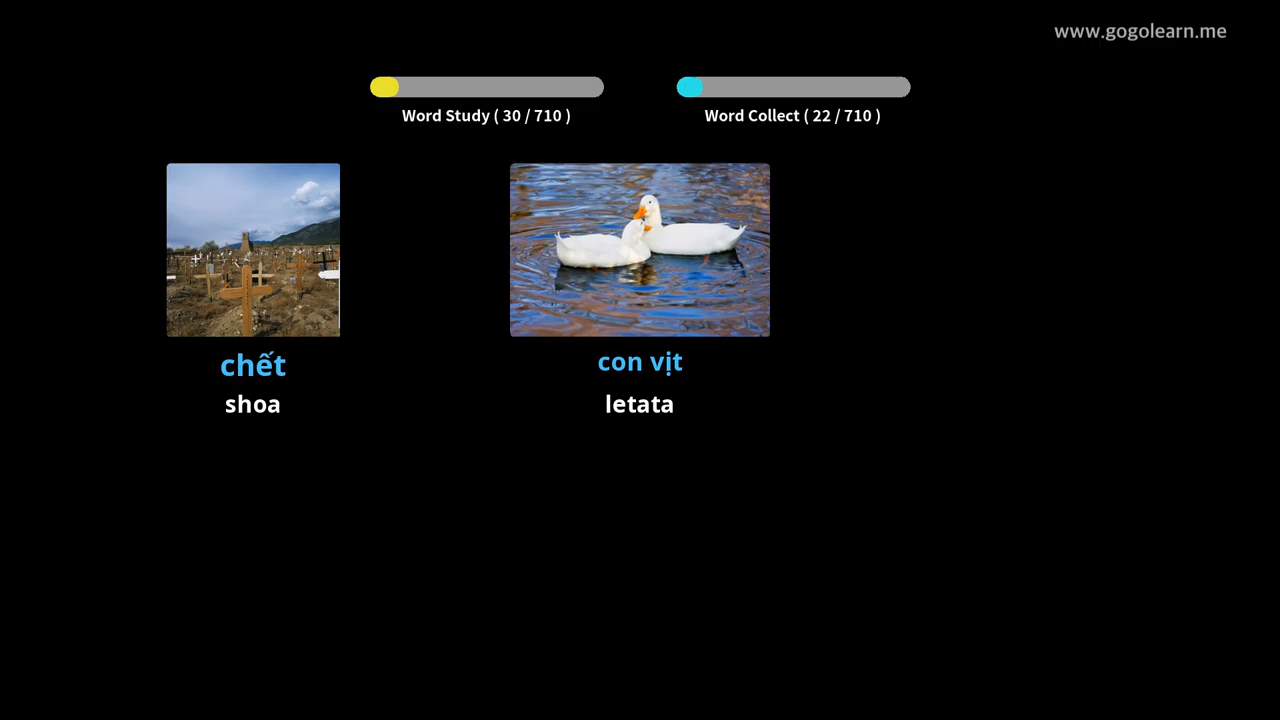 www.gogolearn.me
Word Study ( 30 / 710 )
Word Collect ( 22 / 710 )
chết
shoa
con vịt
letata